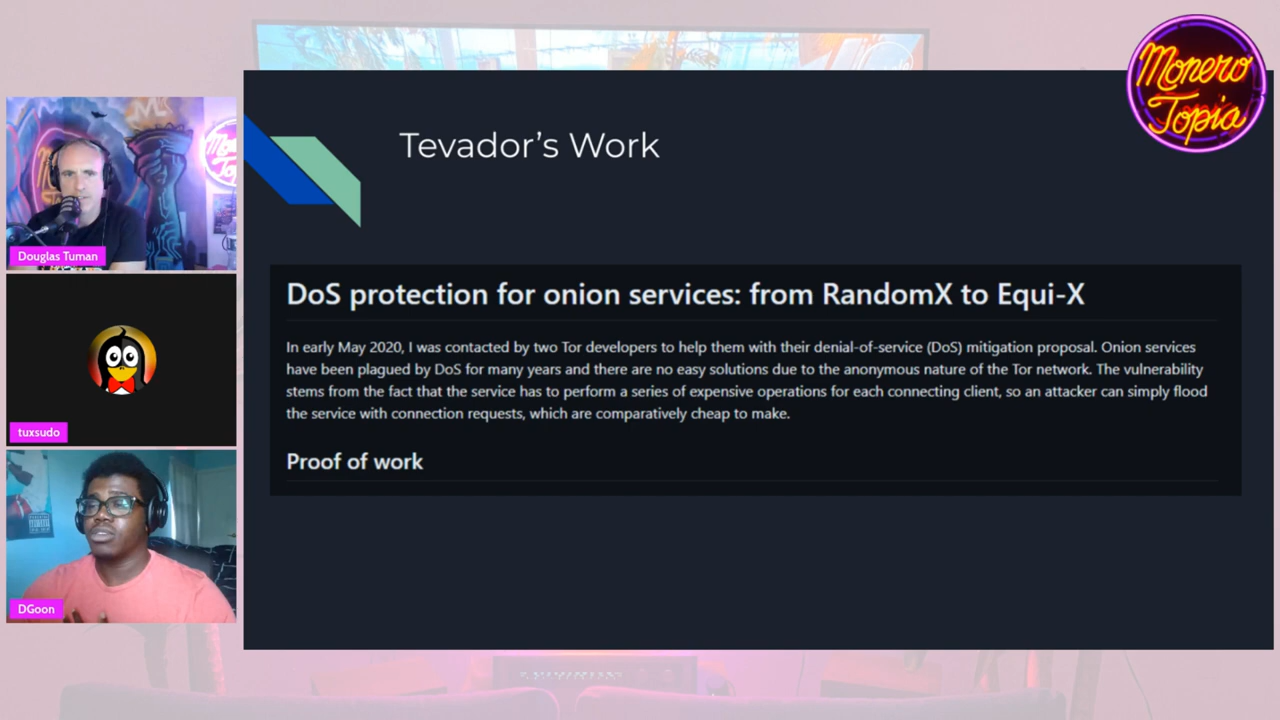 Monero
Topia
Tevador's Work
DoS protection for onion services: from RandomX to Equi-X
In early May 2020, I was contacted by two Tor developers to help them with their denial-of-service (DoS) mitigation proposal. Onion services
have been plagued by DoS for many years and there are no easy solutions due to the anonymous nature of the Tor network. The vulnerability
stems from the fact that the service has to perform a series of expensive operations for each connecting client, so an attacker can simply flood
the service with connection requests, which are comparatively cheap to make.
Proof of work
Douglas Tuman
tuxsudo
DGoon